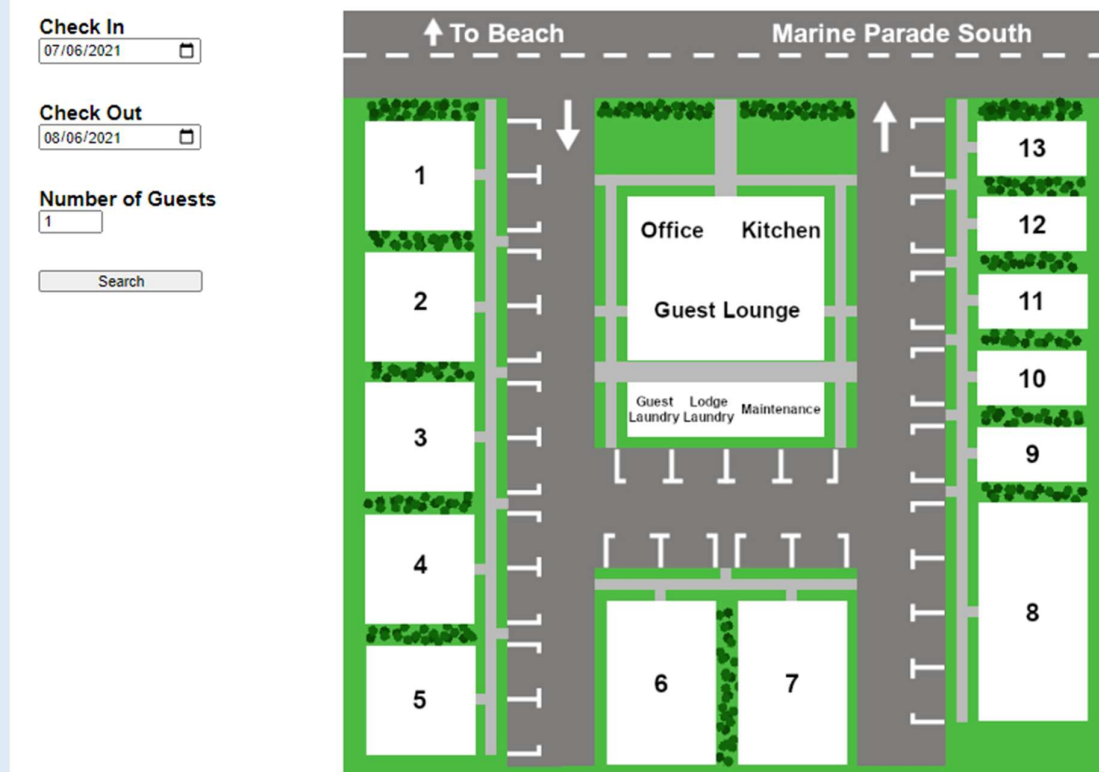 Check In
07/06/2021
Check Out
08/06/2021
Number of Guests
1
Search
To Beach
Marine Parade South
1
2
3
4
5
Office Kitchen
Guest Lounge
Guest Lodge
Laundry Laundry Maintenance
6
7
13
12
11
10
9
8